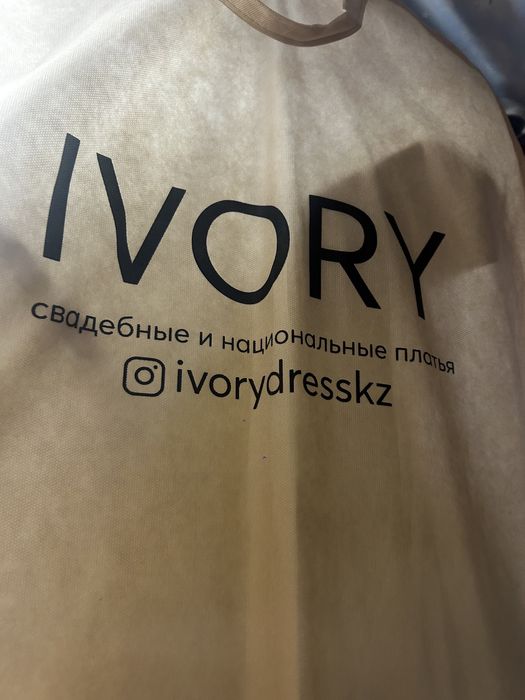 IVORY
свадебные и национальные платья
ivorydresskz